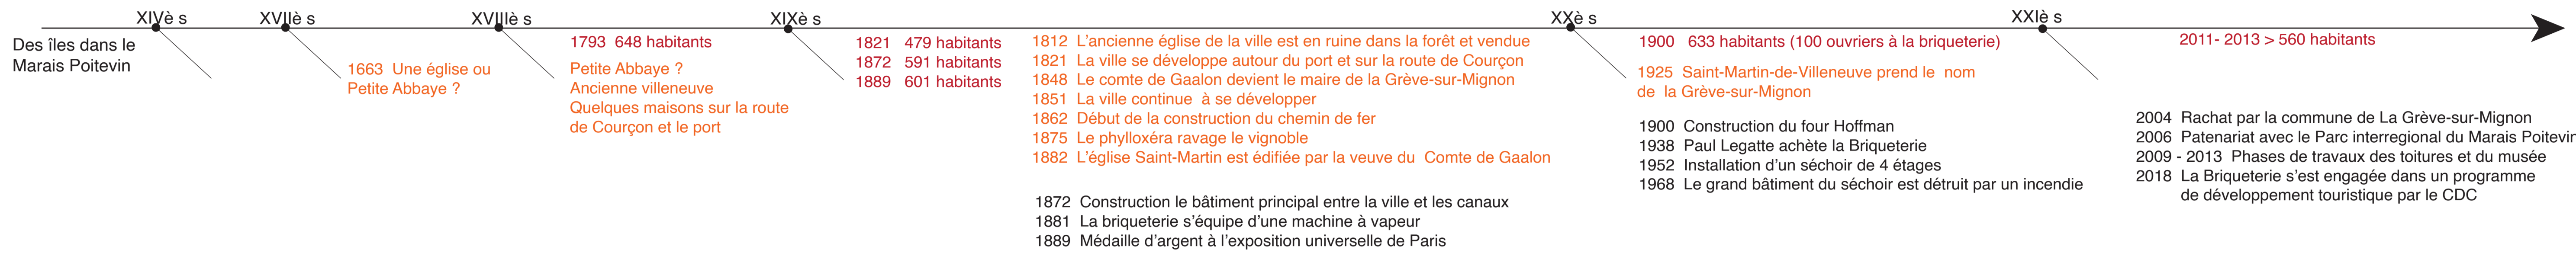 XIVè s
XVIIè s
XVIIIè s
XIXè s
XXè s
XXIè s
Des îles dans le
Marais Poitevin
1663 Une église ou
Petite Abbaye ?
1793 648 habitants
Petite Abbaye ?
Ancienne villeneuve
Quelques maisons sur la route
de Courçon et le port
1821 479 habitants
1872 591 habitants
1889 601 habitants
1812 L'ancienne église de la ville est en ruine dans la forêt et vendue
1821 La ville se développe autour du port et sur la route de Courçon
1848 Le comte de Gaalon devient le maire de la Grève-sur-Mignon
1851 La ville continue à se développer
1862 Début de la construction du chemin de fer
1875 Le phylloxéra ravage le vignoble
1882 L'église Saint-Martin est édifiée par la veuve du Comte de Gaalon
1872 Construction le bâtiment principal entre la ville et les canaux
1881 La briqueterie s'équipe d'une machine à vapeur
1889 Médaille d'argent à l'exposition universelle de Paris
1900 633 habitants (100 ouvriers à la briqueterie)
1925 Saint-Martin-de-Villeneuve prend le nom
de la Grève-sur-Mignon
1900 Construction du four Hoffman
1938 Paul Legatte achète la Briqueterie
1952 Installation d'un séchoir de 4 étages
1968 Le grand bâtiment du séchoir est détruit par un incendie
2011- 2013 > 560 habitants
2004 Rachat par la commune de La Grève-sur-Mignon
2006 Patenariat avec le Parc interregional du Marais Poitevin
2009 - 2013 Phases de travaux des toitures et du musée
2018 La Briqueterie s'est engagée dans un programme
de développement touristique par le CDC